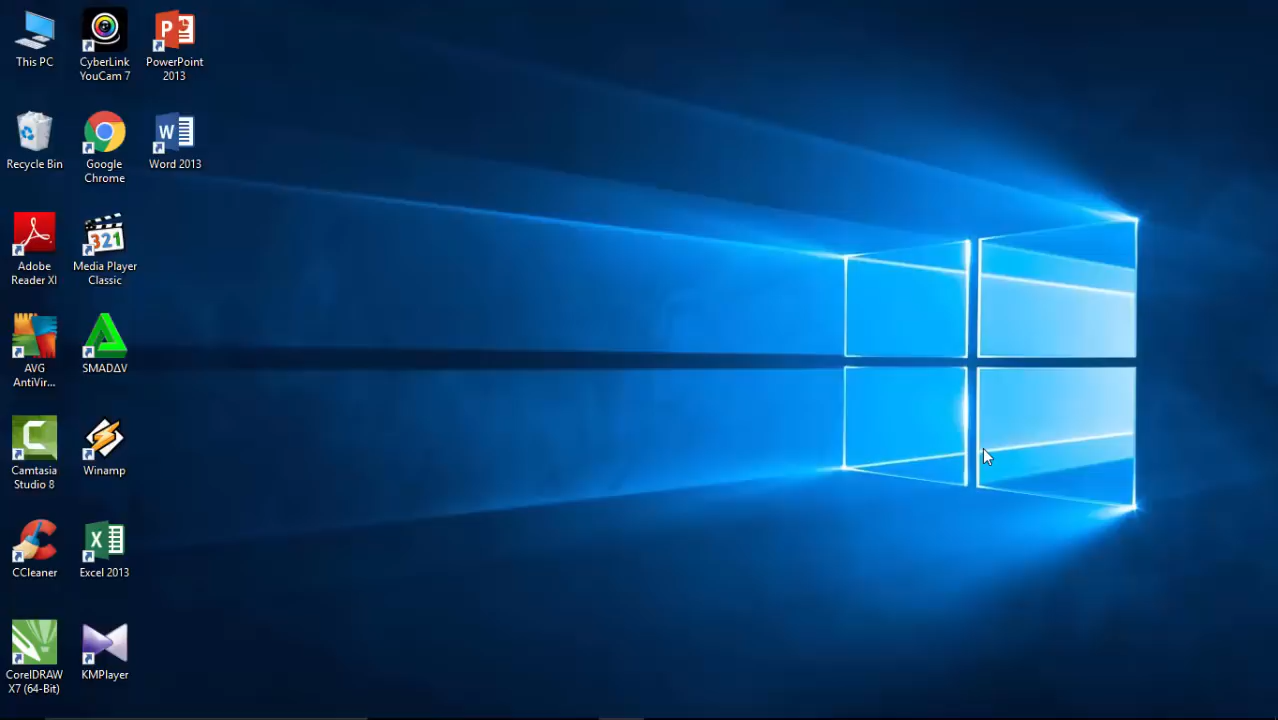 This PC
CyberLink
YouCam 7
PowerPoint
2013
Recycle Bin
Google
Chrome
Word 2013
Adobe
Reader XI
Media Player
Classic
AVG
AntiVir...
SMADΔV
Camtasia
Studio 8
Winamp
CCleaner
Excel 2013
CorelDRAW
X7 (64-Bit)
KMPlayer